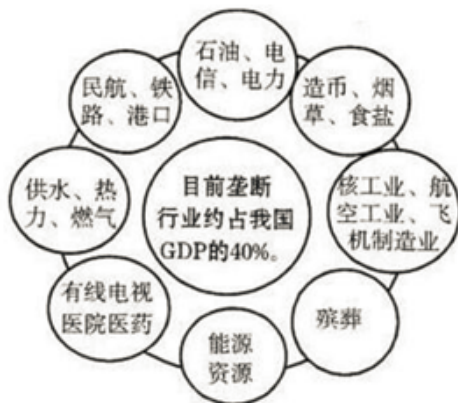 石油、电
信、电力
造币、烟
草、食盐
核工业、航
空工业、飞
机制造业
殡葬
能源
资源
有线电视
医院医药
供水、热
力、燃气
民航、铁
路、港口
目前垄断
行业约占我国
GDP的40%。